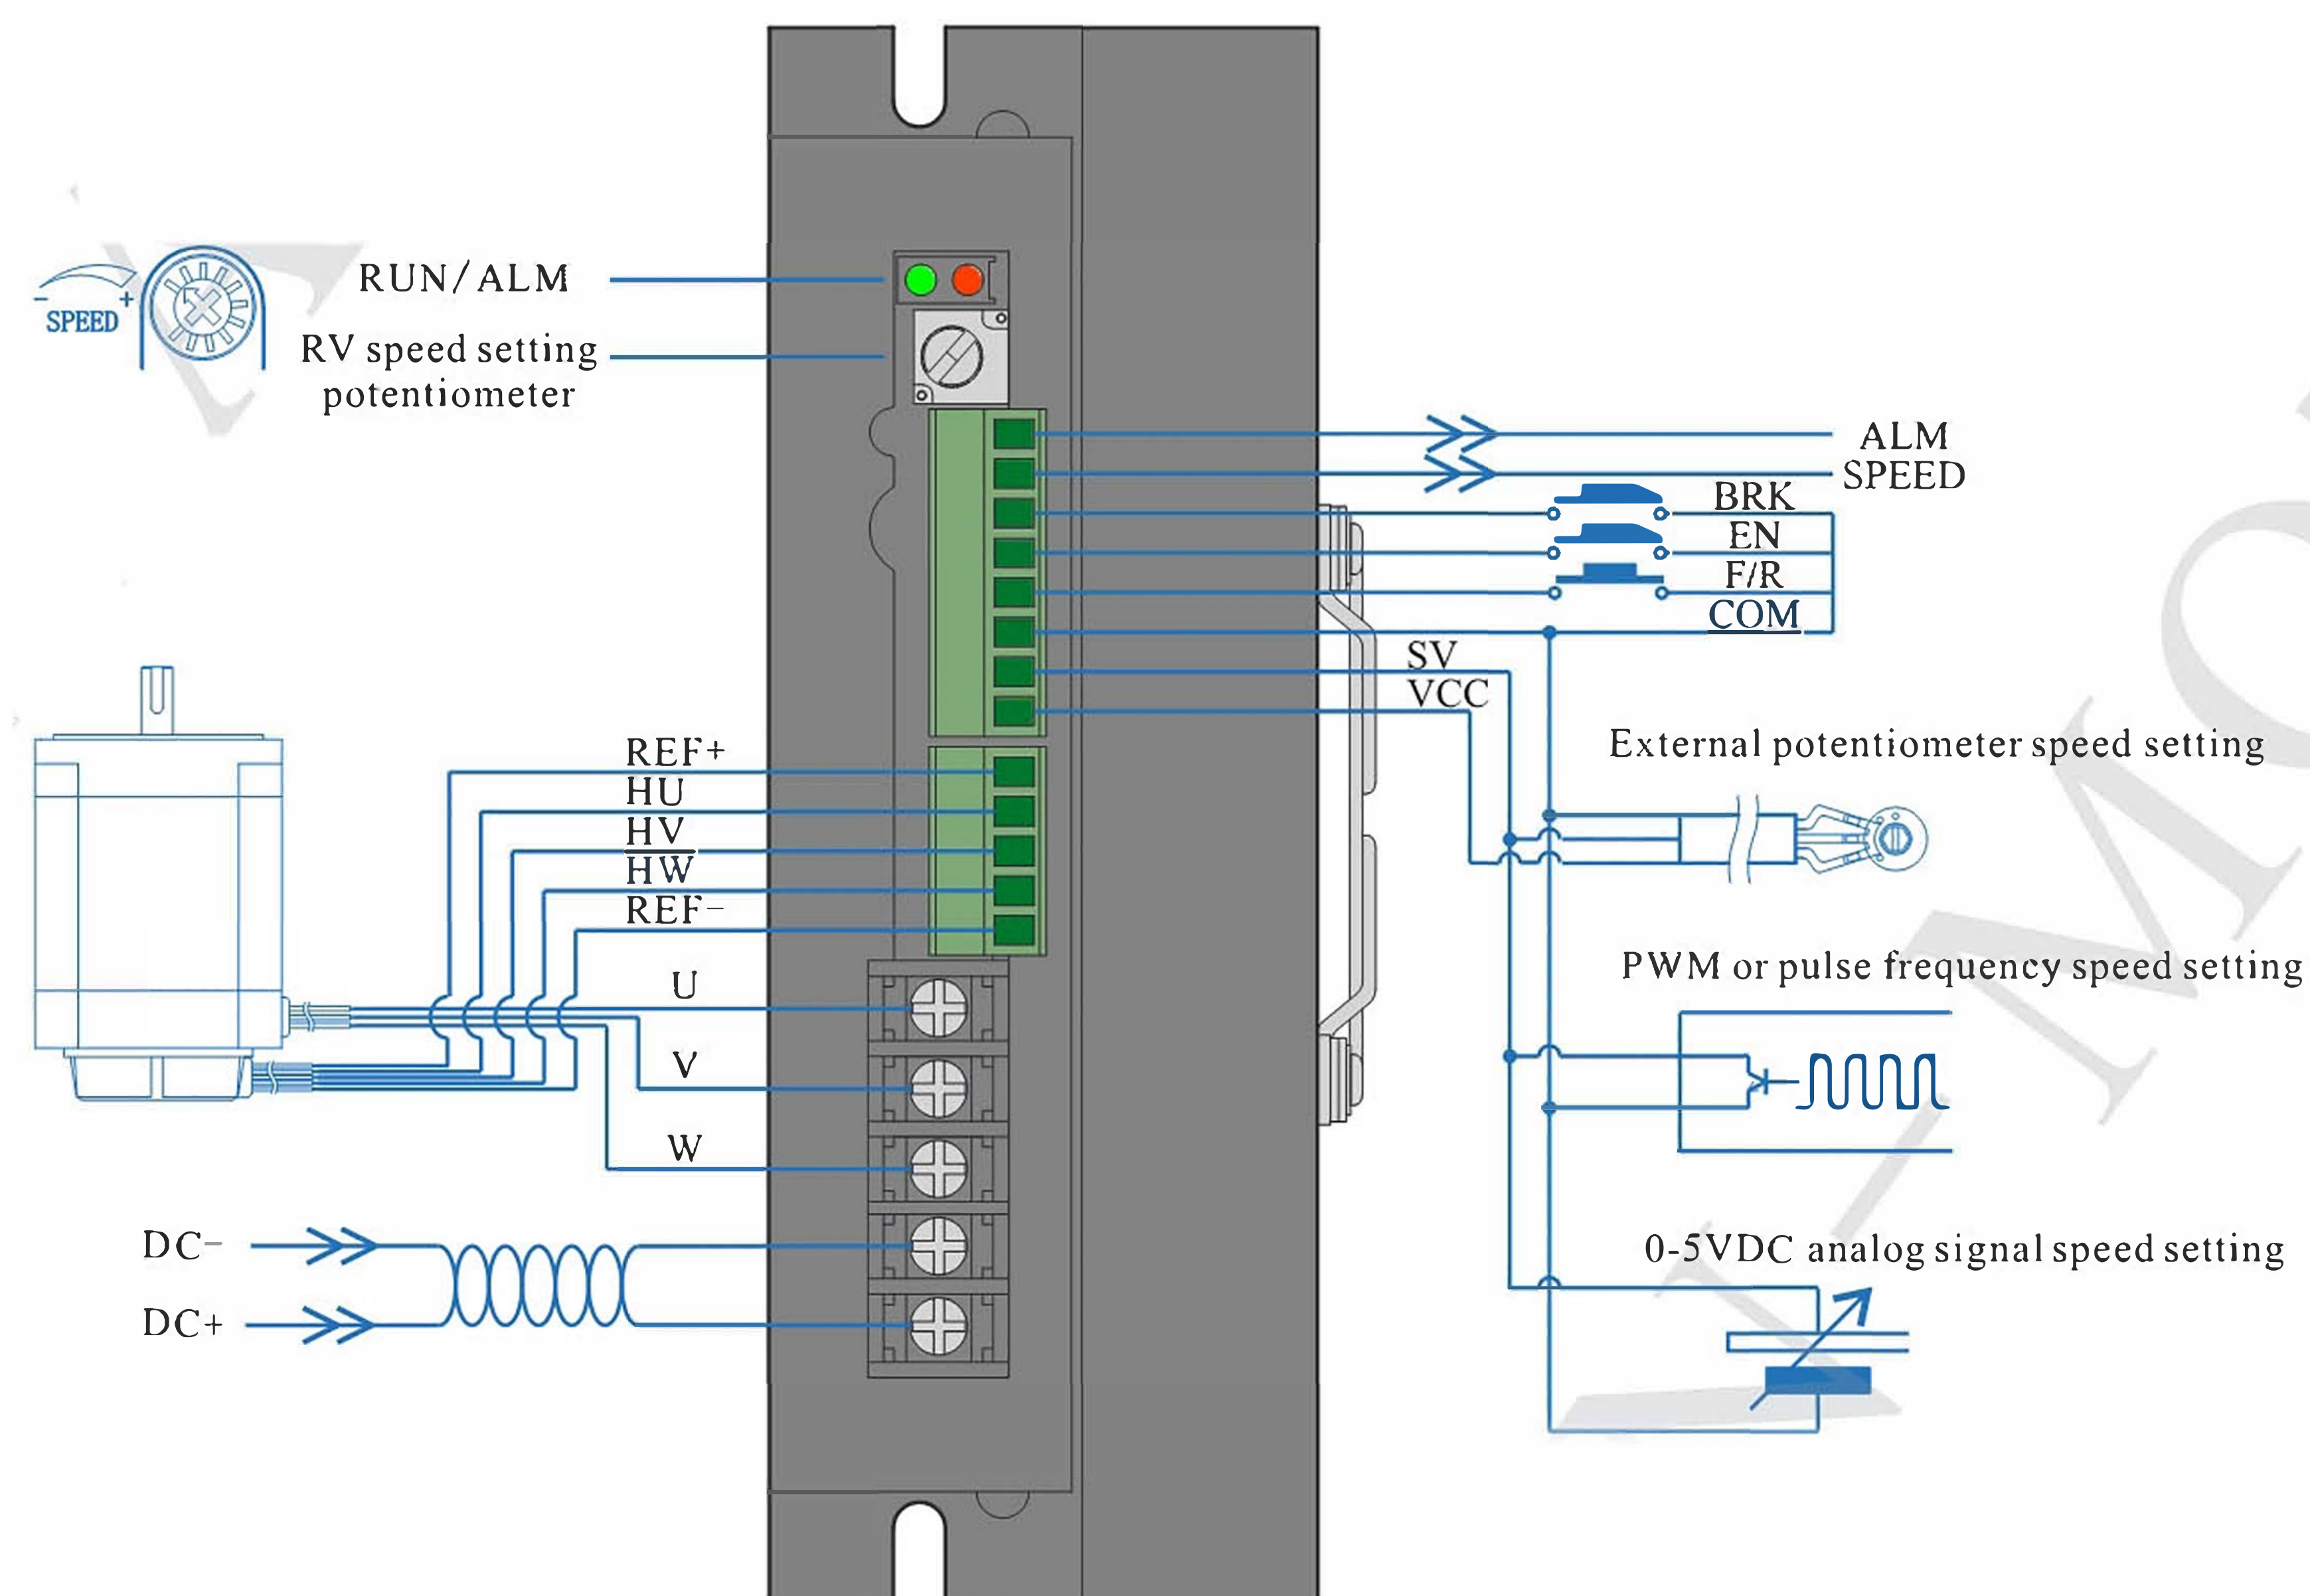 RUN/ALM
- +
SPEED
RV speed setting
potentiometer
ALM
SPEED
BRK
EN
F/R
COM
SV
VCC
REF+
HU
HV
HW
REF-
External potentiometer speed setting
U
V
W
PWM or pulse frequency speed setting
DC-
DC+
0-5VDC analog signal speed setting